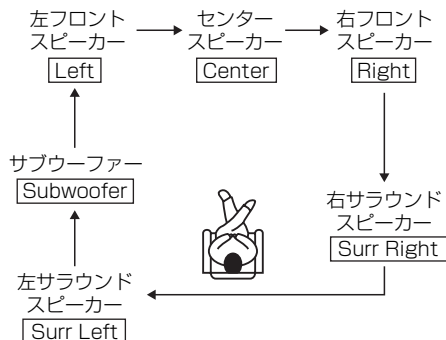 左フロント
スピーカー
Left
センター
スピーカー
Center
右フロント
スピーカー
Right
サブウーファー
Subwoofer
右サラウンド
スピーカー
Surr Right
左サラウンド
スピーカー
Surr Left